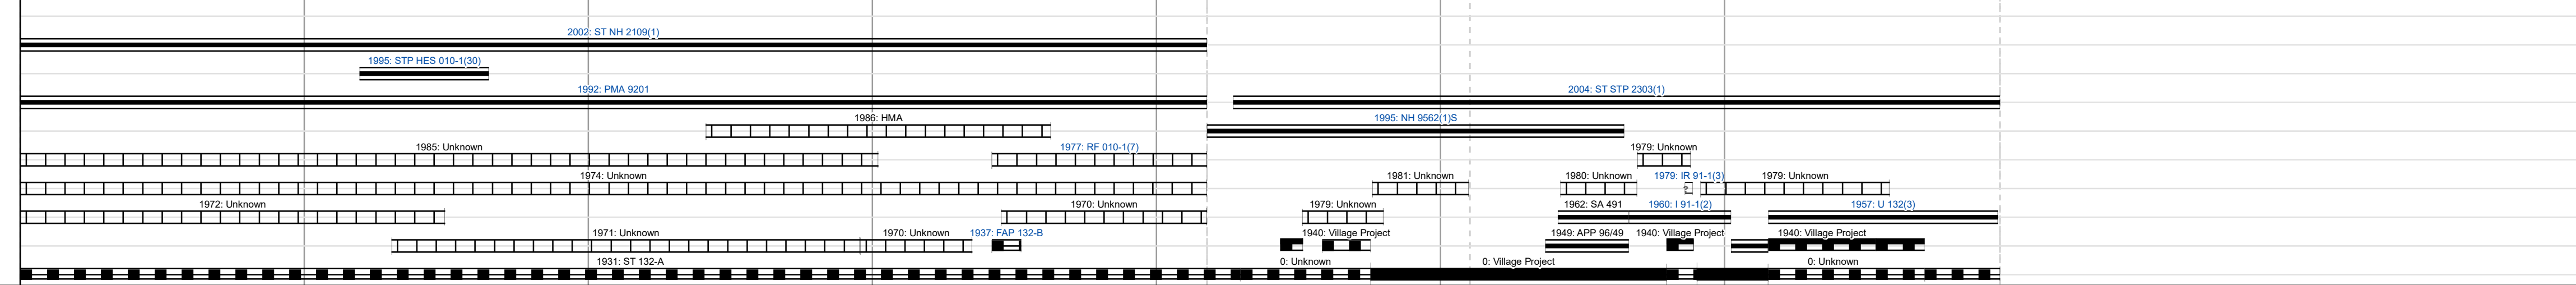 2002: ST NH 2109(1)
1995: STP HES 010-1(30)
1992: PMA 9201
2004: ST STP 2303(1)
1986: HMA
1995: NH 9562(1)S
1985: Unknown
1977: RF 010-1(7)
1979: Unknown
1974: Unknown
1981: Unknown
1980: Unknown
1979: IR 91-1(3)
1979: Unknown
?
1972: Unknown
1970: Unknown
1979: Unknown
1962: SA 491
1960: I 91-1(2)
1957: U 132(3)
1971: Unknown
1970: Unknown
1937: FAP 132-B
1940: Village Project
1949: APP 96/49
1940: Village Project
1940: Village Project
1931: ST 132-A
0: Unknown
0: Village Project
0: Unknown